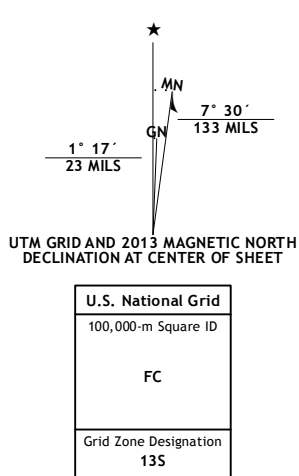 ★
MN
7° 30´
133 MILS
GN
1° 17´
23 MILS
UTM GRID AND 2013 MAGNETIC NORTH
DECLINATION AT CENTER OF SHEET
U.S. National Grid
100,000-m Square ID
FC
Grid Zone Designation
13S